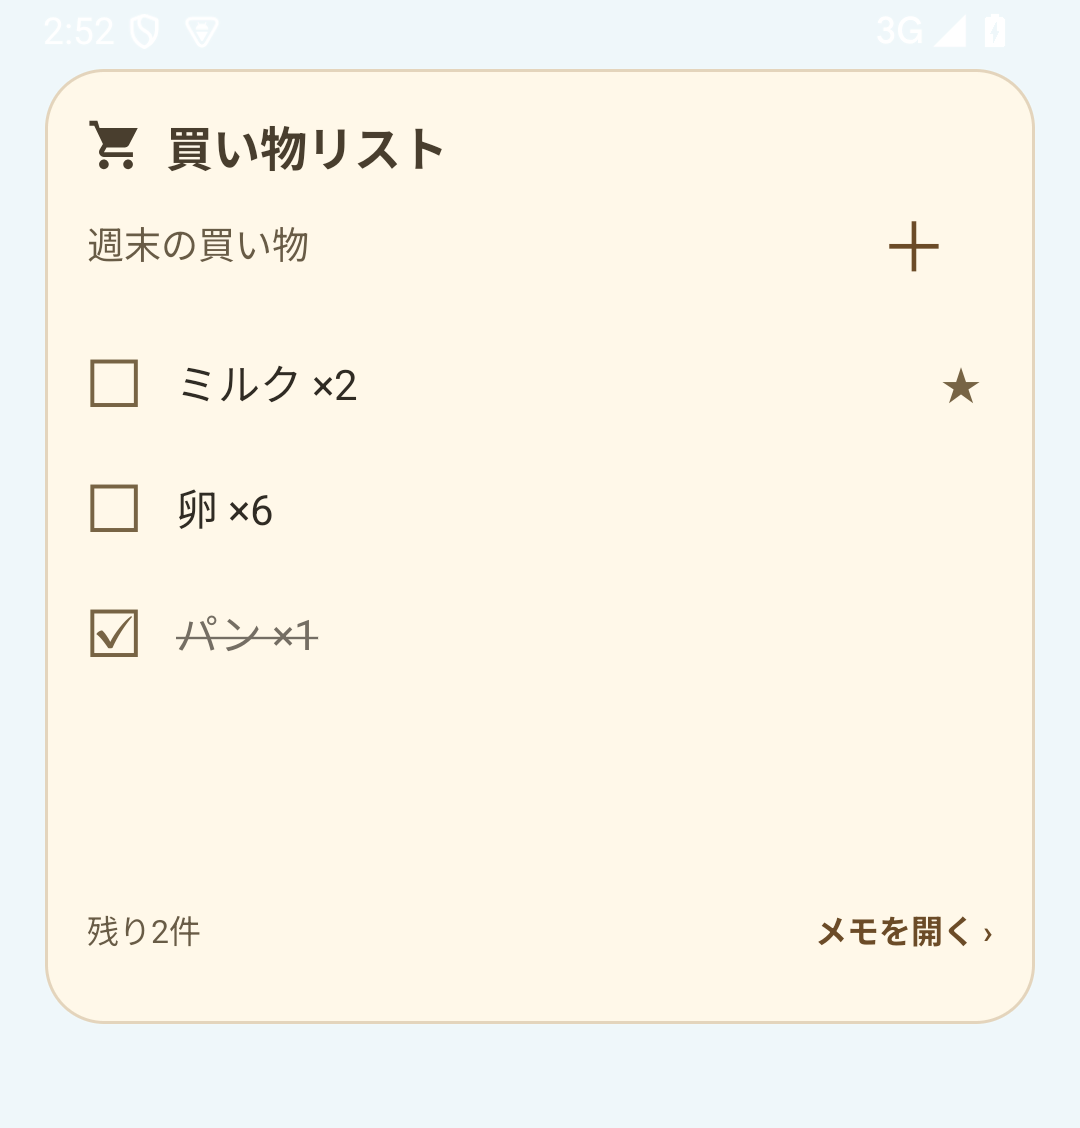 2:52 3G
買い物リスト
週末の買い物 +
ミルク ×2 ★
卵 ×6
パン ×1
残り2件 メモを開く ›